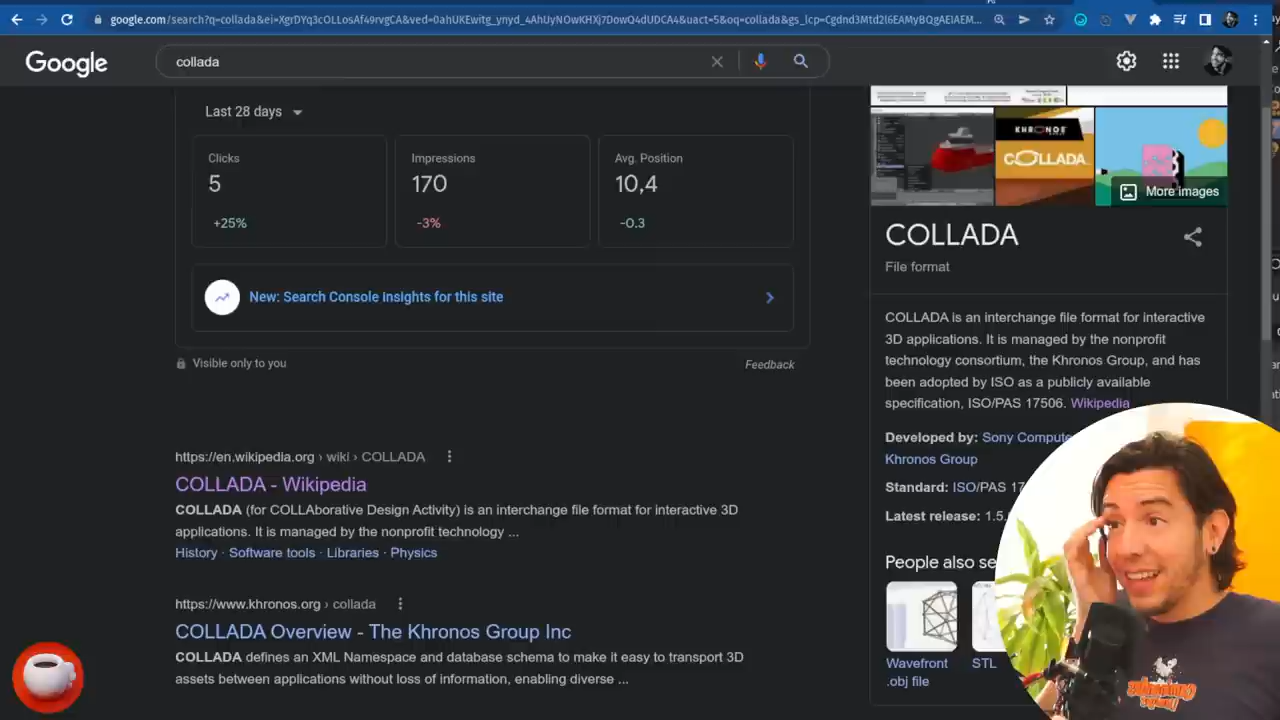 google.com/search?q=collada&ei=XgrDYq3cOLLosAf49rvgCA&ved=0ahUKEwitg_ynyd_4AhUyNOwKHXj7DowQ4dUDCA4&uact=5&oq=collada&gs_lcp=Cgdnd3Mtd2l6EAMyBQgAEIAEM...
Google
collada
Last 28 days
Clicks
Impressions
Avg. Position
5
170
10,4
+25%
-3%
-0.3
New: Search Console Insights for this site
Visible only to you
Feedback
https://en.wikipedia.org › wiki › COLLADA
COLLADA - Wikipedia
COLLADA (for COLLAborative Design Activity) is an interchange file format for interactive 3D
applications. It is managed by the nonprofit technology ...
History · Software tools · Libraries · Physics
https://www.khronos.org › collada
COLLADA Overview - The Khronos Group Inc
COLLADA defines an XML Namespace and database schema to make it easy to transport 3D
assets between applications without loss of information, enabling diverse ...
KHRONOS
COLLADA
More images
COLLADA
File format
COLLADA is an interchange file format for interactive
3D applications. It is managed by the nonprofit
technology consortium, the Khronos Group, and has
been adopted by ISO as a publicly available
specification, ISO/PAS 17506. Wikipedia
Developed by: Sony Compute
Khronos Group
Standard: ISO/PAS 17
Latest release: 1.5.
People also se
Wavefront
.obj file
STL